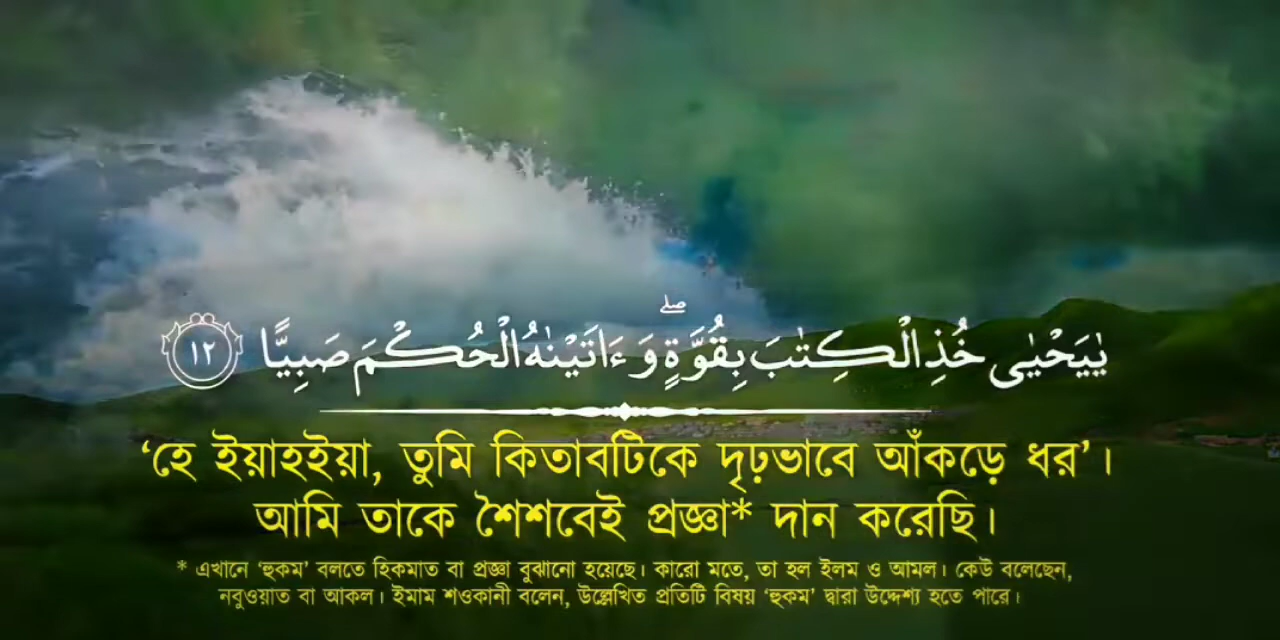 يَٰيَحْيَىٰ خُذِ الْكِتَٰبَ بِقُوَّةٍ ۖ وَءَاتَيْنَٰهُ الْحُكْمَ صَبِيًّا ١٢
‘হে ইয়াহইয়া, তুমি কিতাবটিকে দৃঢ়ভাবে আঁকড়ে ধর’।
আমি তাকে শৈশবেই প্রজ্ঞা* দান করেছি।
* এখানে ‘হুকম’ বলতে হিকমাত বা প্রজ্ঞা বুঝানো হয়েছে। কারো মতে, তা হল ইলম ও আমল। কেউ বলেছেন,
নবুওয়াত বা আকল। ইমাম শওকানী বলেন, উল্লেখিত প্রতিটি বিষয় ‘হুকম’ দ্বারা উদ্দেশ্য হতে পারে।